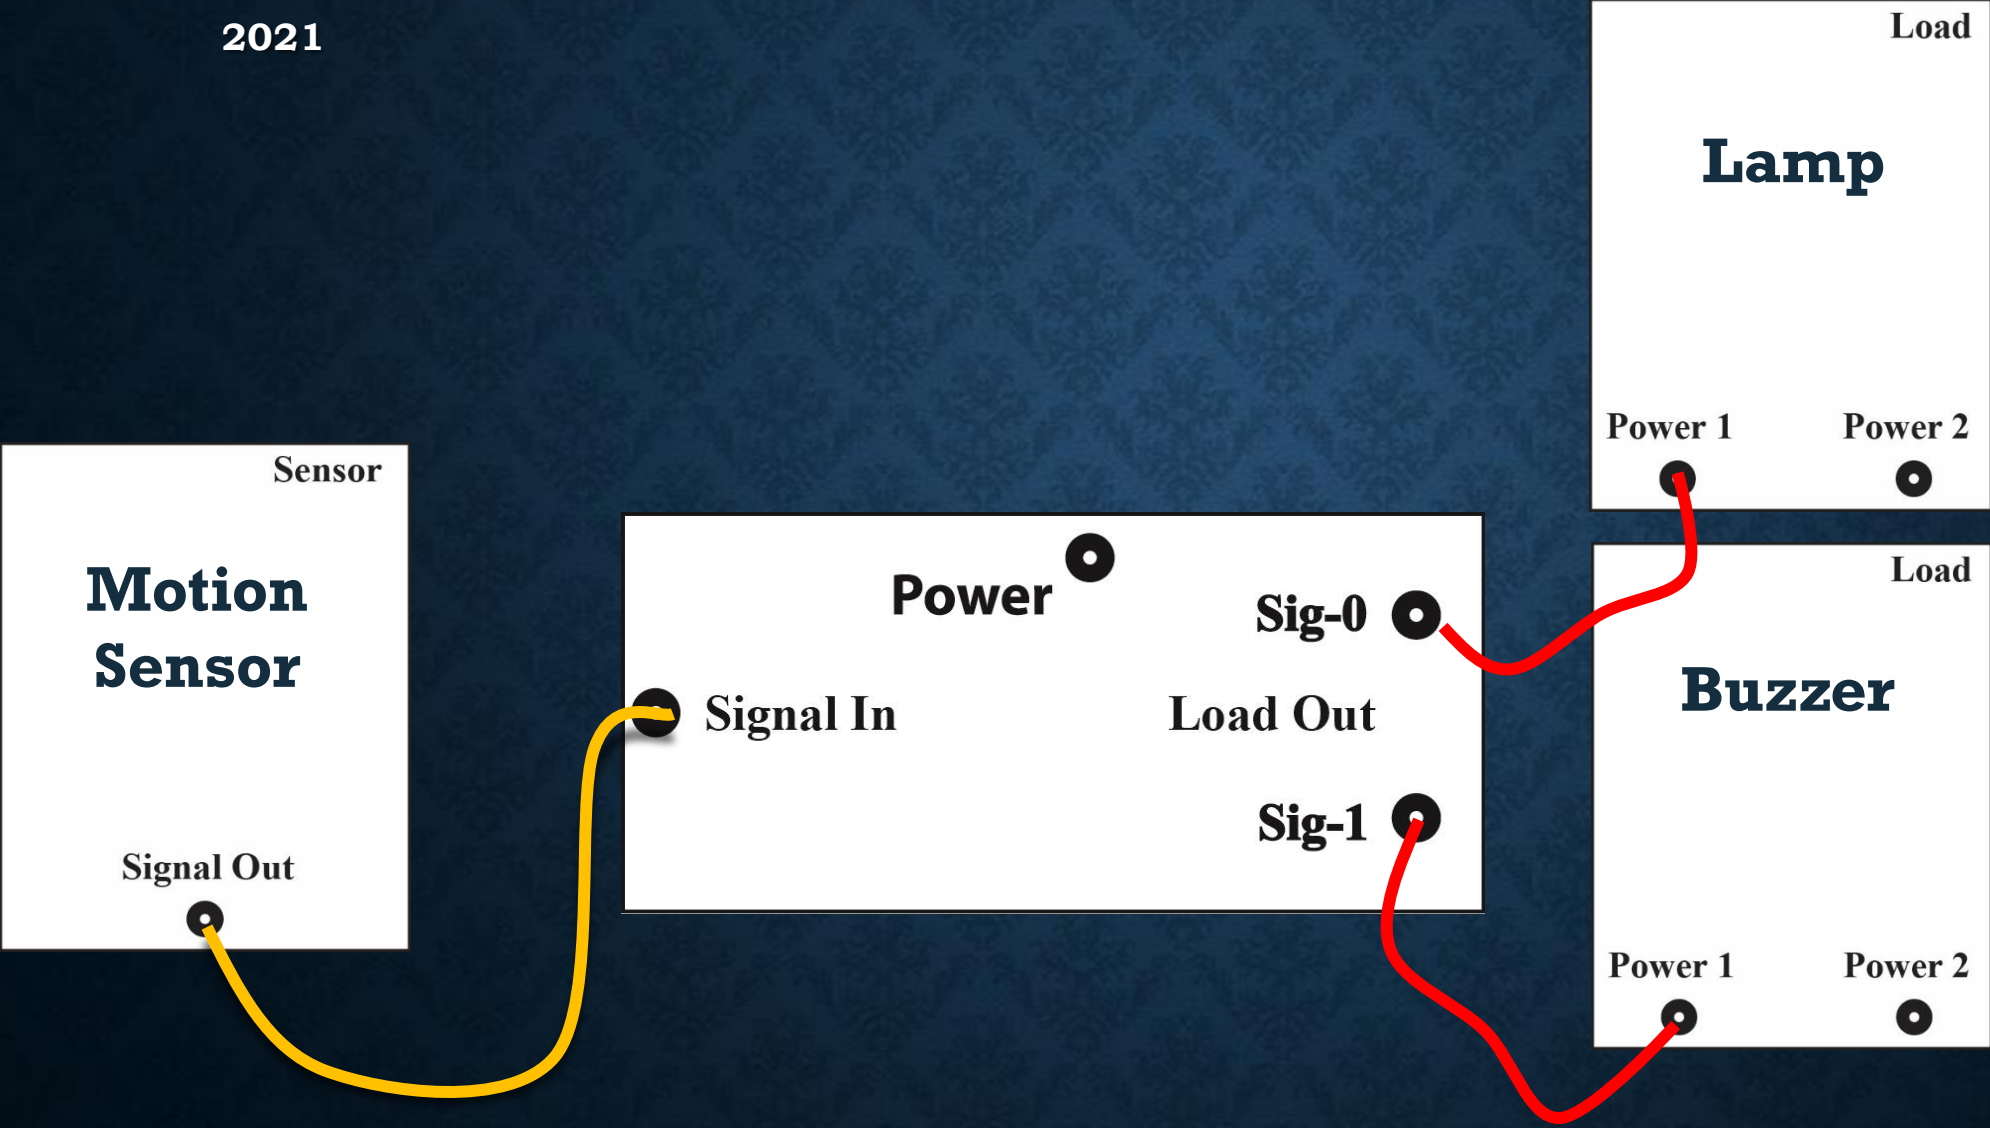 2021
Load
Lamp
Power 1
Power 2
Sensor
Motion
Sensor
Signal Out
Power
Sig-0
Signal In
Load Out
Sig-1
Load
Buzzer
Power 1
Power 2